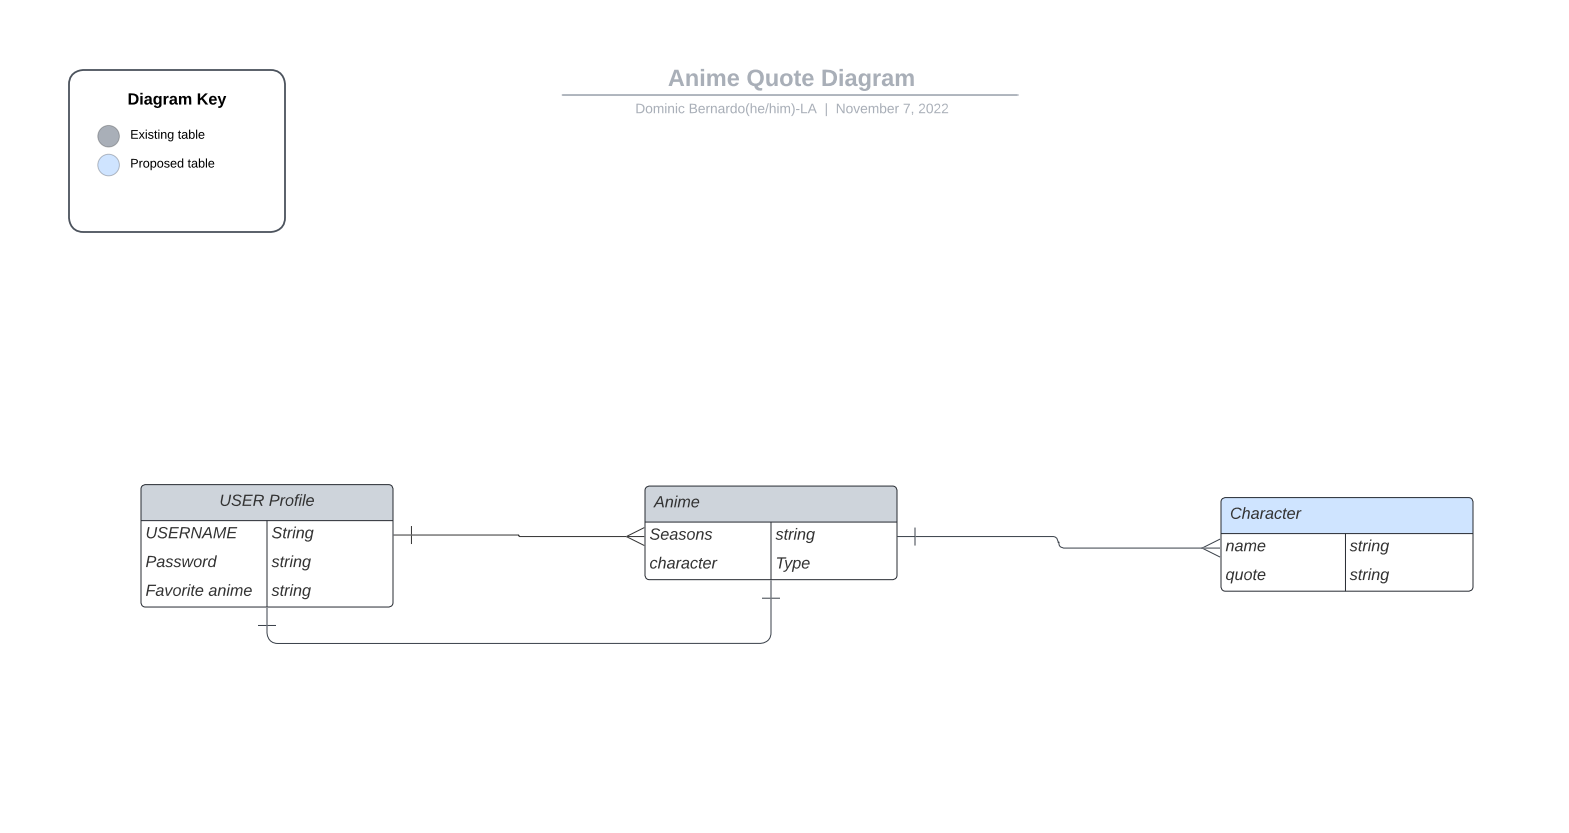 Anime Quote Diagram
Dominic Bernardo(he/him)-LA | November 7, 2022
Diagram Key
Existing table
Proposed table
USER Profile
USERNAME String
Password string
Favorite anime string
Anime
Seasons string
character Type
Character
name string
quote string